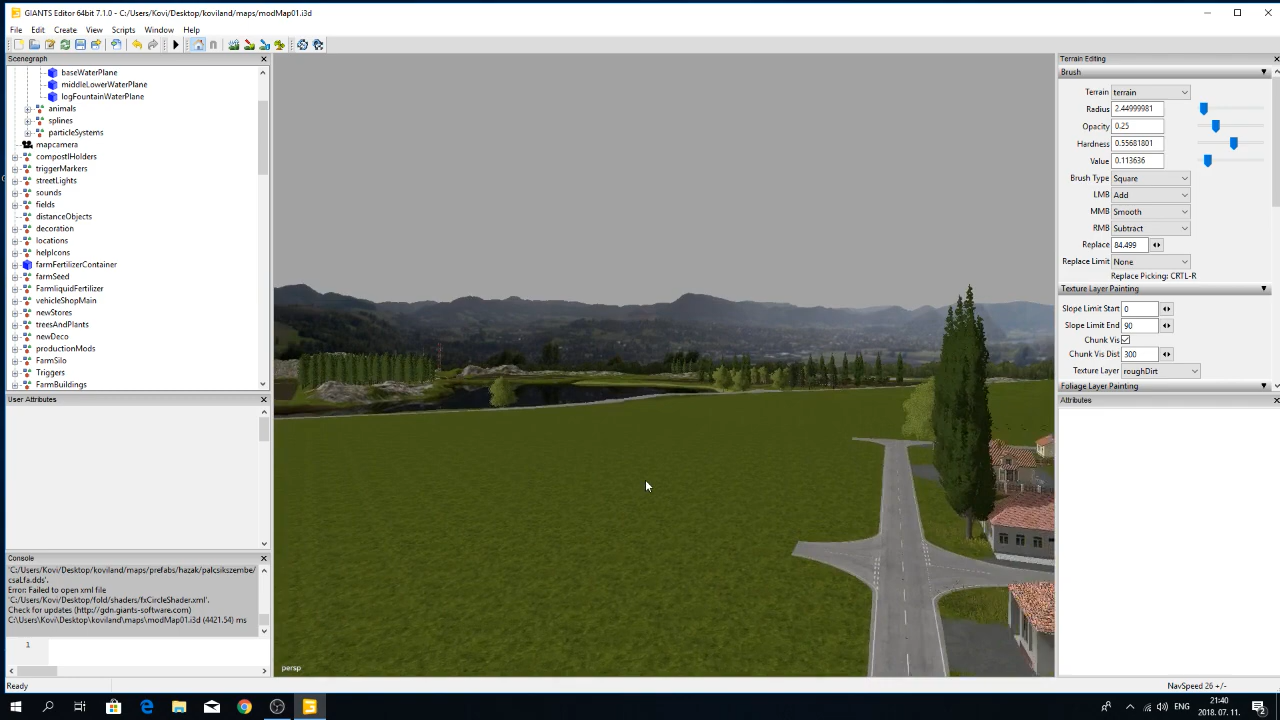 GIANTS Editor 64bit 7.1.0 - C:/Users/Kovi/Desktop/koviland/maps/modMap01.i3d
File Edit Create View Scripts Window Help
Scenegraph
baseWaterPlane
middleLowerWaterPlane
logFountainWaterPlane
animals
splines
particleSystems
mapcamera
compostlHolders
triggerMarkers
streetLights
sounds
fields
distanceObjects
decoration
locations
helpIcons
farmFertilizerContainer
farmSeed
FarmliquidFertilizer
vehicleShopMain
newStores
treesAndPlants
newDeco
productionMods
FarmSilo
Triggers
FarmBuildings
User Attributes
Console
'C:/Users/Kovi/Desktop/koviland/maps/prefabs/hazak/palcsikszembe/
csaLfa.dds'.
Error: Failed to open xml file
'C:/Users/Kovi/Desktop/fold/shaders/fxCircleShader.xml'.
Check for updates (http://gdn.giants-software.com)
C:\Users\Kovi\Desktop\koviland\maps\modMap01.i3d (4421.54) ms
1
Ready
persp
Terrain Editing
Brush
Terrain terrain
Radius 2.44999981
Opacity 0.25
Hardness 0.55681801
Value 0.113636
Brush Type Square
LMB Add
MMB Smooth
RMB Subtract
Replace 84.499
Replace Limit None
Replace Picking: CRTL-R
Texture Layer Painting
Slope Limit Start 0
Slope Limit End 90
Chunk Vis
Chunk Vis Dist 300
Texture Layer roughDirt
Foliage Layer Painting
Attributes
NavSpeed 26 +/-
ENG
21:40
2018. 07. 11.
2